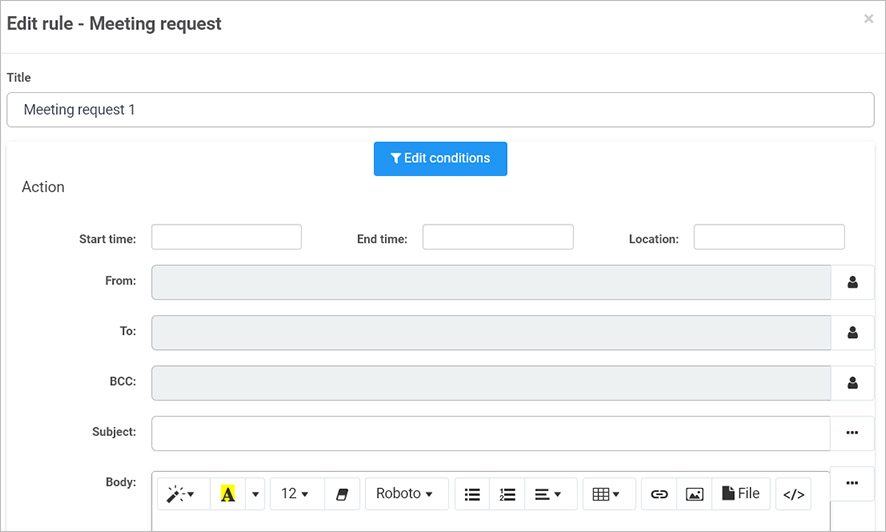 Edit rule - Meeting request
×
Title
Meeting request 1
Edit conditions
Action
Start time:
End time:
Location:
From:
To:
BCC:
Subject:
Body:
A
12
Roboto
File
</>